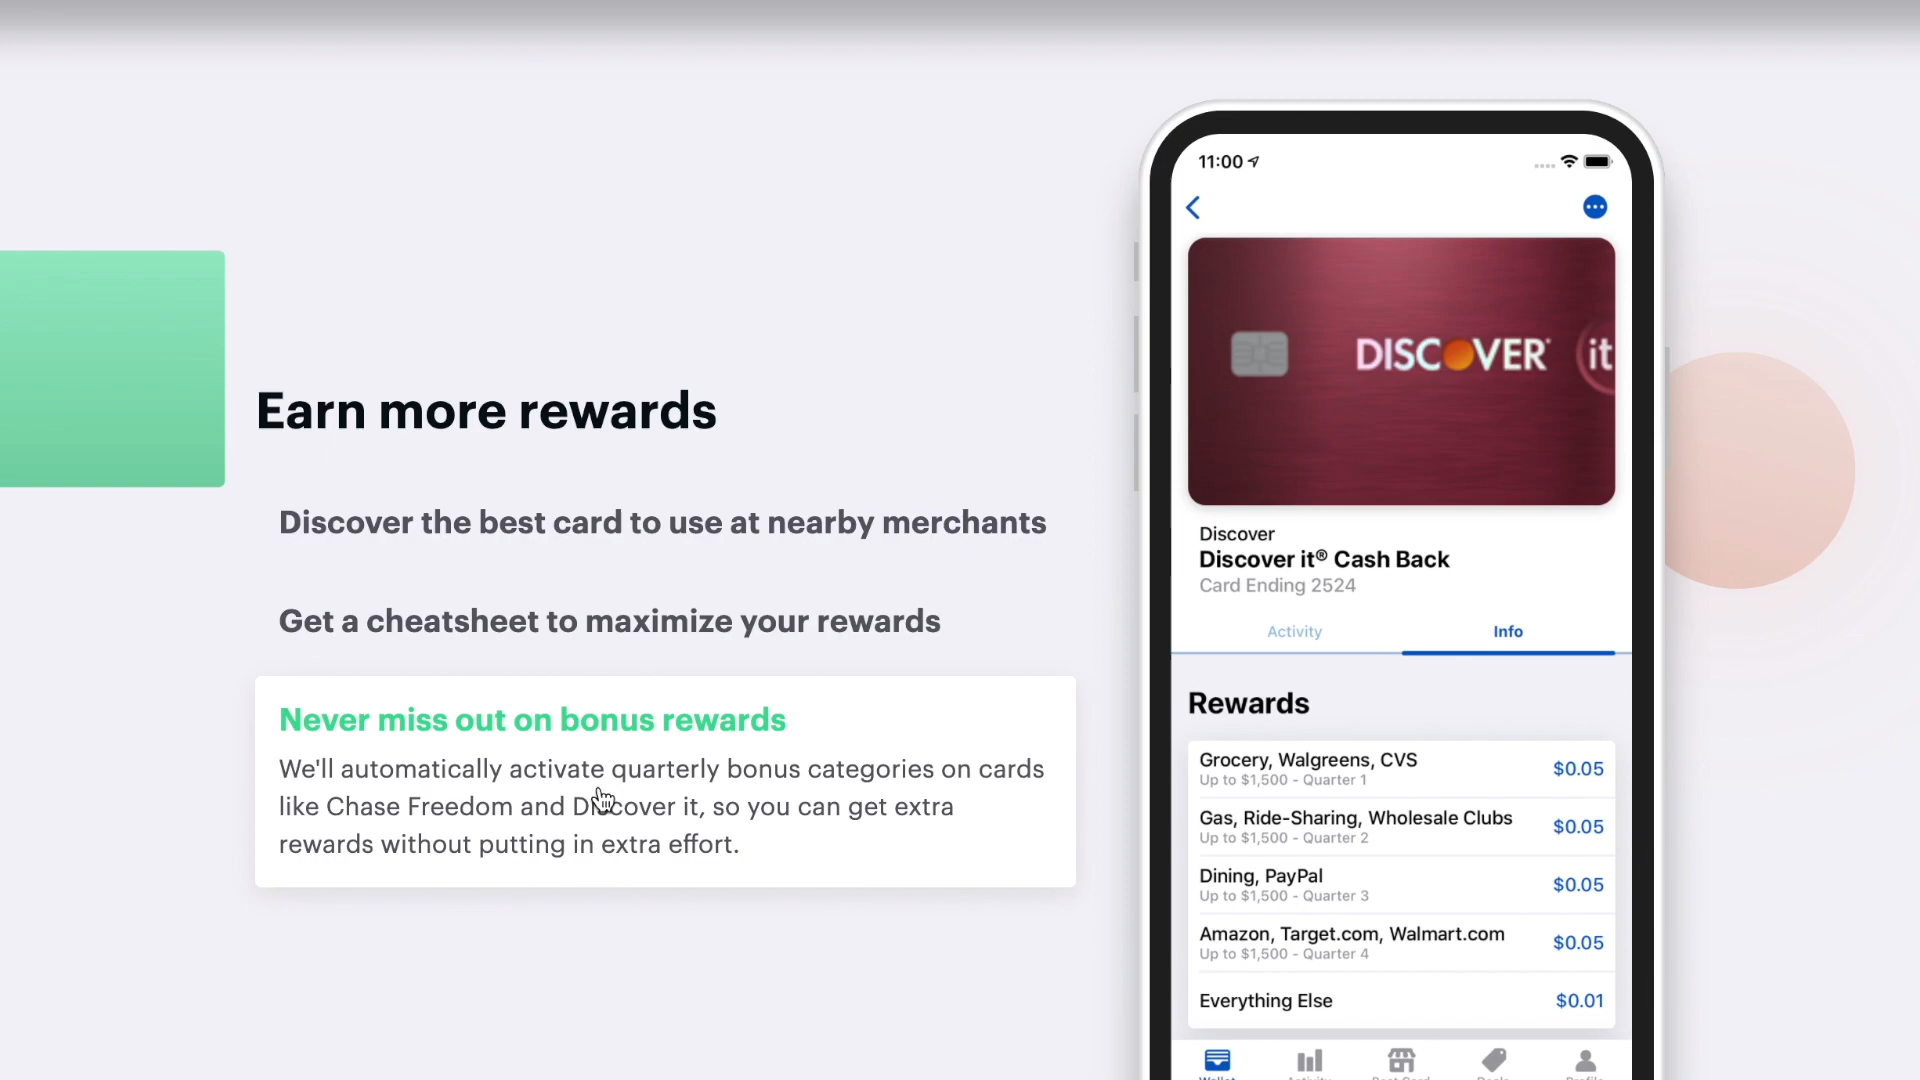 Earn more rewards
Discover the best card to use at nearby merchants
Get a cheatsheet to maximize your rewards
Never miss out on bonus rewards
We'll automatically activate quarterly bonus categories on cards
like Chase Freedom and Discover it, so you can get extra
rewards without putting in extra effort.
11:00
DISCOVER it
Discover
Discover it® Cash Back
Card Ending 2524
Activity Info
Rewards
Grocery, Walgreens, CVS $0.05
Up to $1,500 - Quarter 1
Gas, Ride-Sharing, Wholesale Clubs $0.05
Up to $1,500 - Quarter 2
Dining, PayPal $0.05
Up to $1,500 - Quarter 3
Amazon, Target.com, Walmart.com $0.05
Up to $1,500 - Quarter 4
Everything Else $0.01